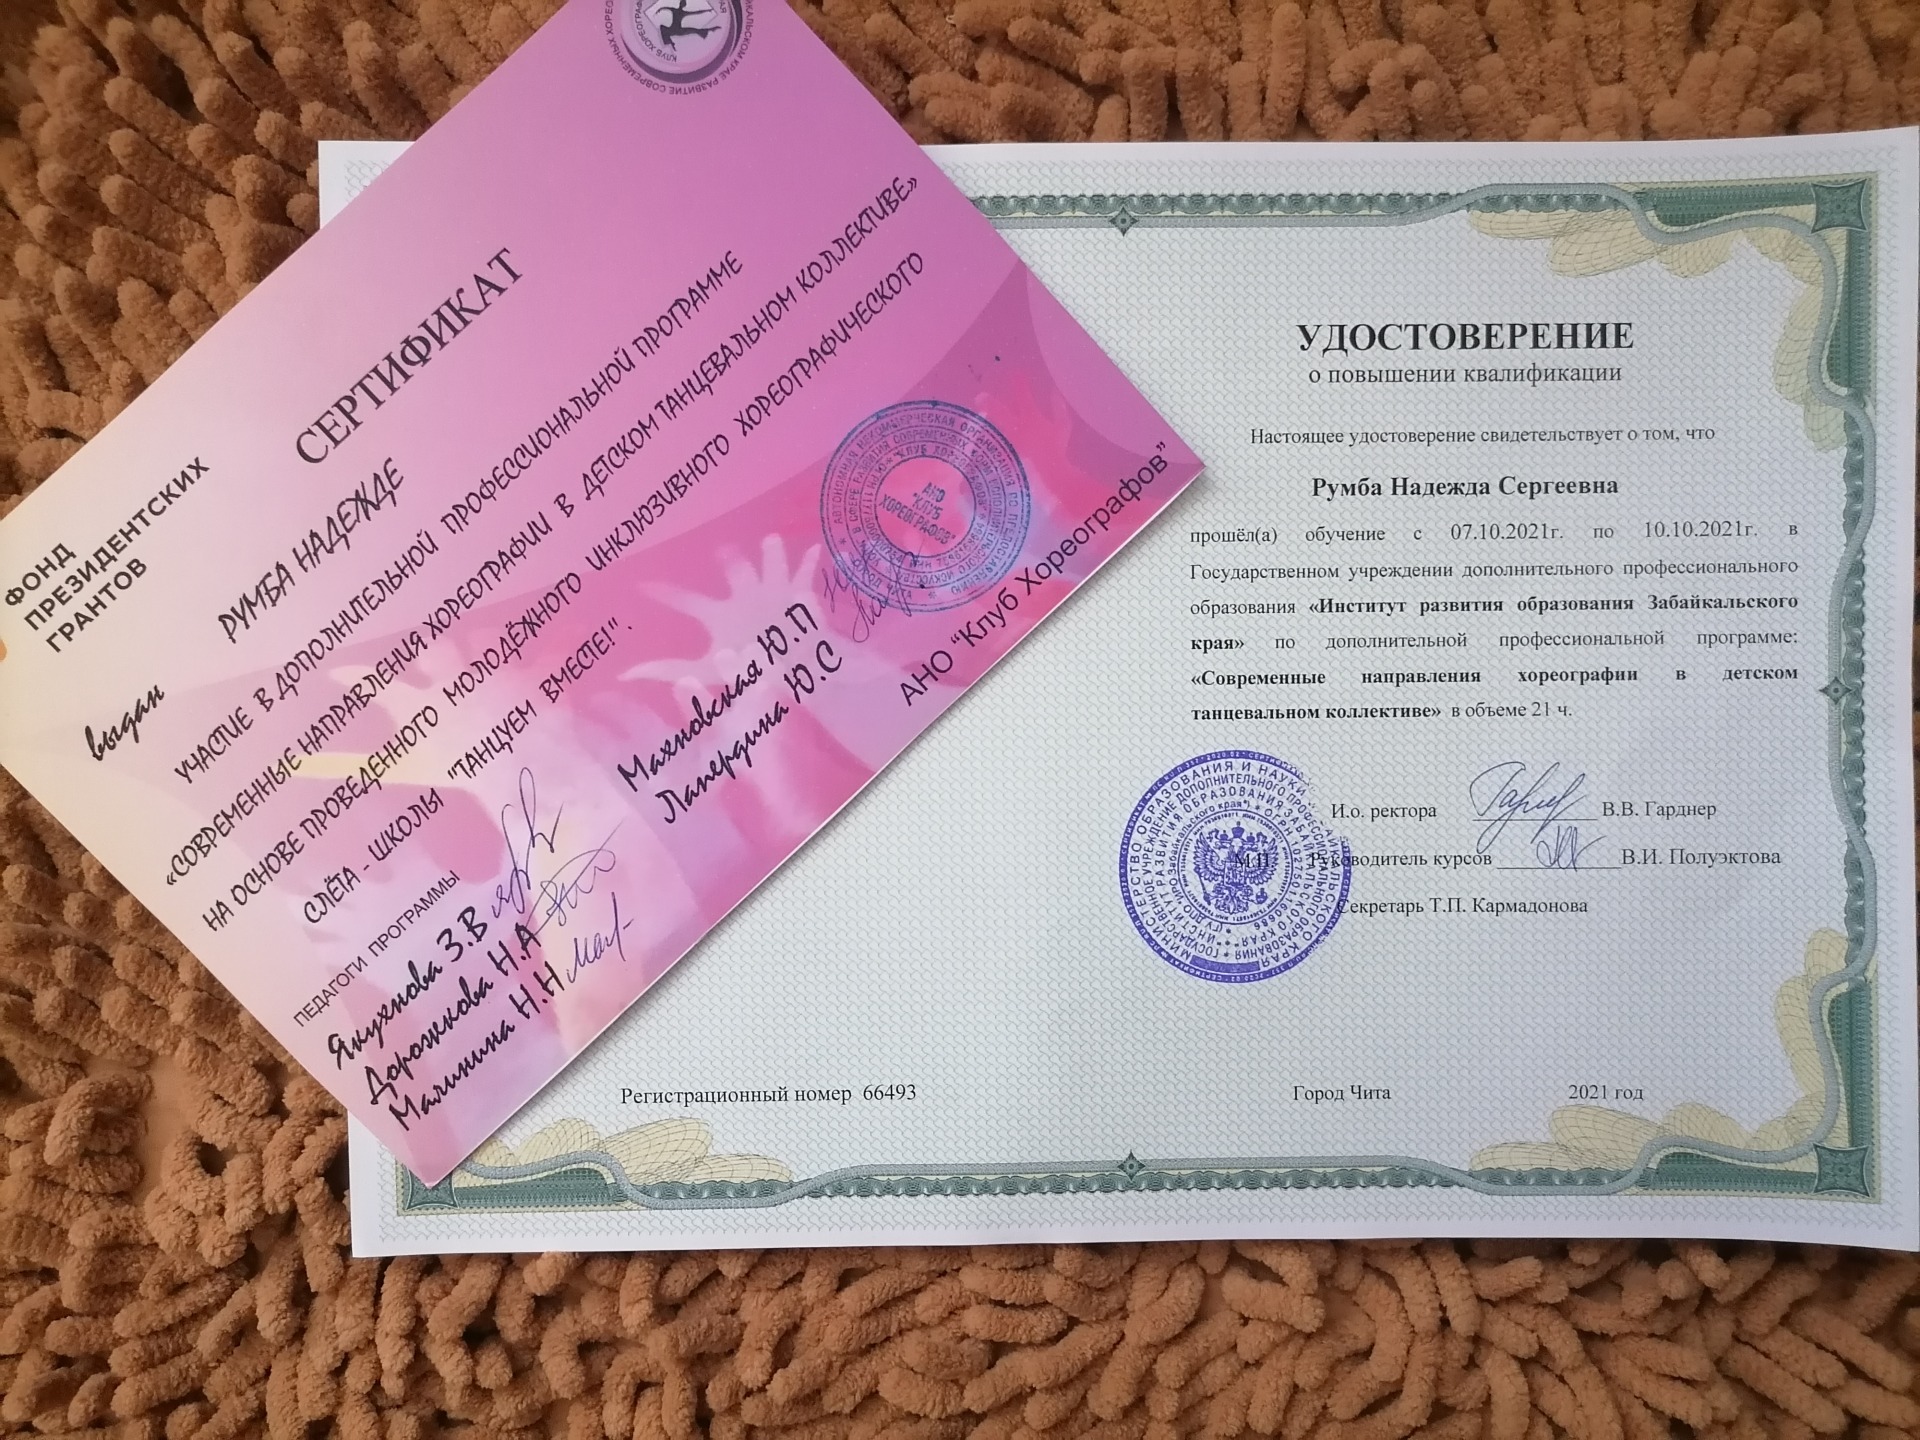 ФОНД
ПРЕЗИДЕНТСКИХ
ГРАНТОВ
СЕРТИФИКАТ
выдан РУМБА НАДЕЖДЕ
УЧАСТИЕ В ДОПОЛНИТЕЛЬНОЙ ПРОФЕССИОНАЛЬНОЙ ПРОГРАММЕ
«СОВРЕМЕННЫЕ НАПРАВЛЕНИЯ ХОРЕОГРАФИИ В ДЕТСКОМ ТАНЦЕВАЛЬНОМ КОЛЛЕКТИВЕ»
НА ОСНОВЕ ПРОВЕДЕННОГО МОЛОДЁЖНОГО ИНКЛЮЗИВНОГО ХОРЕОГРАФИЧЕСКОГО
СЛЁТА - ШКОЛЫ "ТАНЦУЕМ ВМЕСТЕ!".
ПЕДАГОГИ ПРОГРАММЫ
Якухнова З.В
Дорожкова Н.А
Малинина Н.Н
Махновская Ю.П
Лапердина Ю.С
АНО "Клуб Хореографов"
АНО
"КЛУБ
ХОРЕОГРАФОВ"
УДОСТОВЕРЕНИЕ
о повышении квалификации
Настоящее удостоверение свидетельствует о том, что
Румба Надежда Сергеевна
прошёл(а) обучение с 07.10.2021г. по 10.10.2021г. в
Государственном учреждении дополнительного профессионального
образования «Институт развития образования Забайкальского
края» по дополнительной профессиональной программе:
«Современные направления хореографии в детском
танцевальном коллективе» в объеме 21 ч.
И.о. ректора В.В. Гарднер
М.П. Руководитель курсов В.И. Полуэктова
Секретарь Т.П. Кармадонова
Регистрационный номер 66493
Город Чита 2021 год